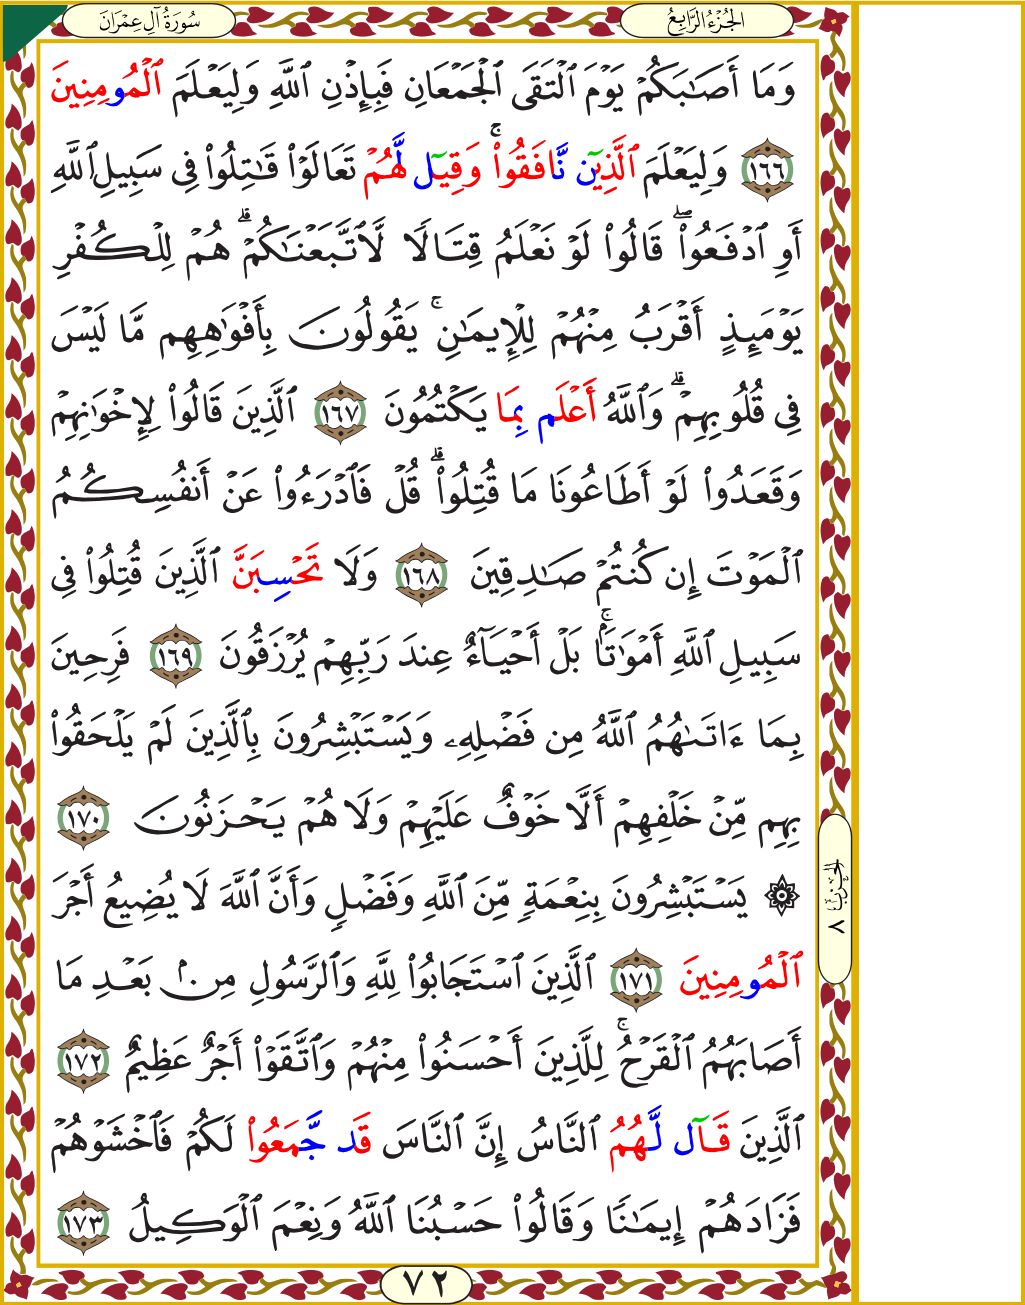 سُورَةُ آلِ عِمْرَانَ
الجُزْءُ الرَّابِعُ
وَمَا أَصَٰبَكُمْ يَوْمَ ٱلْتَقَى ٱلْجَمْعَانِ فَبِإِذْنِ ٱللَّهِ وَلِيَعْلَمَ ٱلْمُومِنِينَ
١٦٦ وَلِيَعْلَمَ ٱلَّذِين نَّافَقُوا۟ۚ وَقِيل لَّهُمْ تَعَالَوْا۟ قَٰتِلُوا۟ فِى سَبِيلِ ٱللَّهِ
أَوِ ٱدْفَعُوا۟ۖ قَالُوا۟ لَوْ نَعْلَمُ قِتَالًا لَّٱتَّبَعْنَٰكُمْۗ هُمْ لِلْكُفْرِ
يَوْمَئِذٍ أَقْرَبُ مِنْهُمْ لِلْإِيمَٰنِۚ يَقُولُونَ بِأَفْوَٰهِهِم مَّا لَيْسَ
فِى قُلُوبِهِمْۗ وَٱللَّهُ أَعْلَم بِمَا يَكْتُمُونَ ١٦٧ ٱلَّذِينَ قَالُوا۟ لِإِخْوَٰنِهِمْ
وَقَعَدُوا۟ لَوْ أَطَاعُونَا مَا قُتِلُوا۟ۗ قُلْ فَٱدْرَءُوا۟ عَنْ أَنفُسِكُمُ
ٱلْمَوْتَ إِن كُنتُمْ صَٰدِقِينَ ١٦٨ وَلَا تَحْسِبَنَّ ٱلَّذِينَ قُتِلُوا۟ فِى
سَبِيلِ ٱللَّهِ أَمْوَٰتَۢاۚ بَلْ أَحْيَآءٌ عِندَ رَبِّهِمْ يُرْزَقُونَ ١٦٩ فَرِحِينَ
بِمَا ءَاتَىٰهُمُ ٱللَّهُ مِن فَضْلِهِۦ وَيَسْتَبْشِرُونَ بِٱلَّذِينَ لَمْ يَلْحَقُوا۟
بِهِم مِّنْ خَلْفِهِمْ أَلَّا خَوْفٌ عَلَيْهِمْ وَلَا هُمْ يَحْزَنُونَ ١٧٠
۞ يَسْتَبْشِرُونَ بِنِعْمَةٍ مِّنَ ٱللَّهِ وَفَضْلٍ وَأَنَّ ٱللَّهَ لَا يُضِيعُ أَجْرَ
ٱلْمُومِنِينَ ١٧١ ٱلَّذِينَ ٱسْتَجَابُوا۟ لِلَّهِ وَٱلرَّسُولِ مِنۢ بَعْدِ مَا
أَصَابَهُمُ ٱلْقَرْحُۚ لِلَّذِينَ أَحْسَنُوا۟ مِنْهُمْ وَٱتَّقَوْا۟ أَجْرٌ عَظِيمٌ ١٧٢
ٱلَّذِينَ قَآل لَّهُمُ ٱلنَّاسُ إِنَّ ٱلنَّاسَ قَد جَّمَعُوا۟ لَكُمْ فَٱخْشَوْهُمْ
فَزَادَهُمْ إِيمَٰنًا وَقَالُوا۟ حَسْبُنَا ٱللَّهُ وَنِعْمَ ٱلْوَكِيلُ ١٧٣
الحزب ٨
٧٢